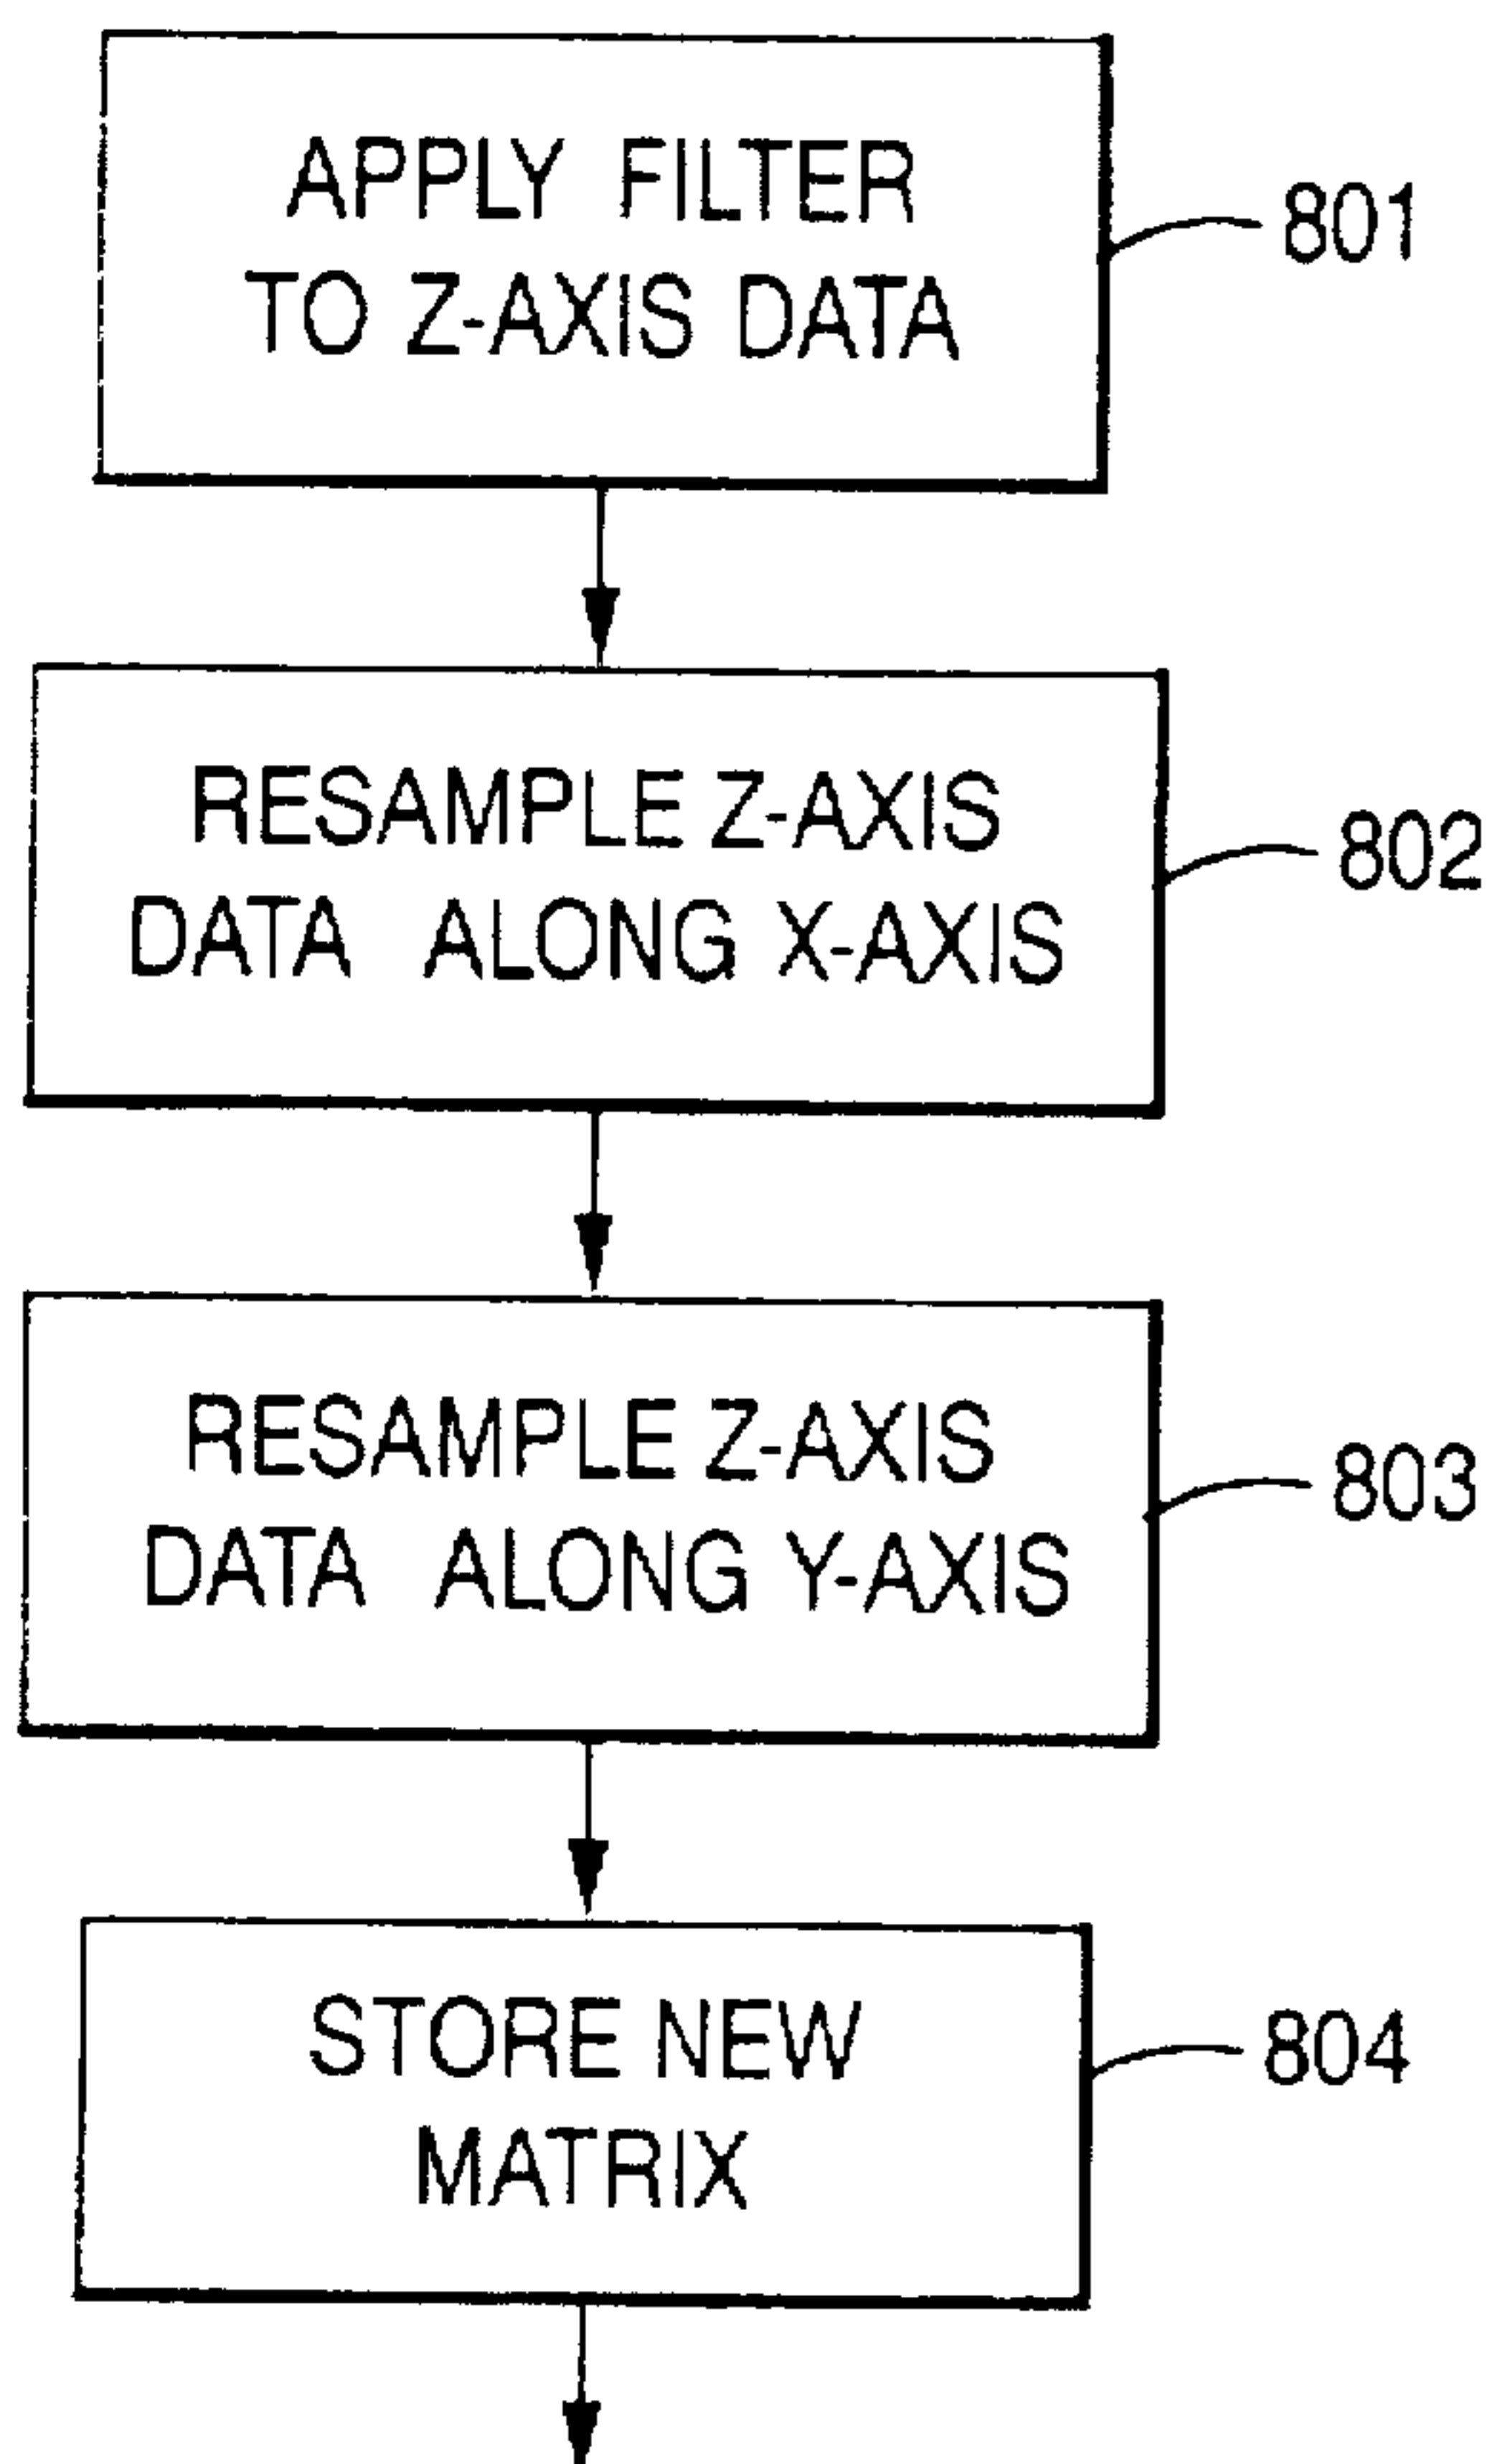 APPLY FILTER
TO Z-AXIS DATA
801
RESAMPLE Z-AXIS
DATA ALONG X-AXIS
802
RESAMPLE Z-AXIS
DATA ALONG Y-AXIS
803
STORE NEW
MATRIX
804